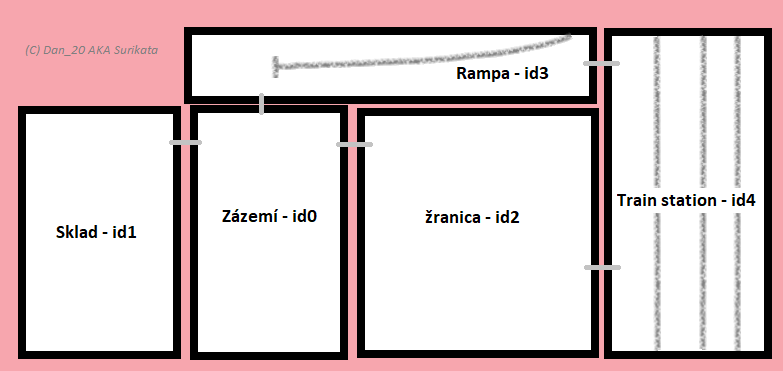 (C) Dan_20 AKA Surikata
Rampa - id3
Train station - id4
Sklad - id1
Zázemí - id0
žranica - id2